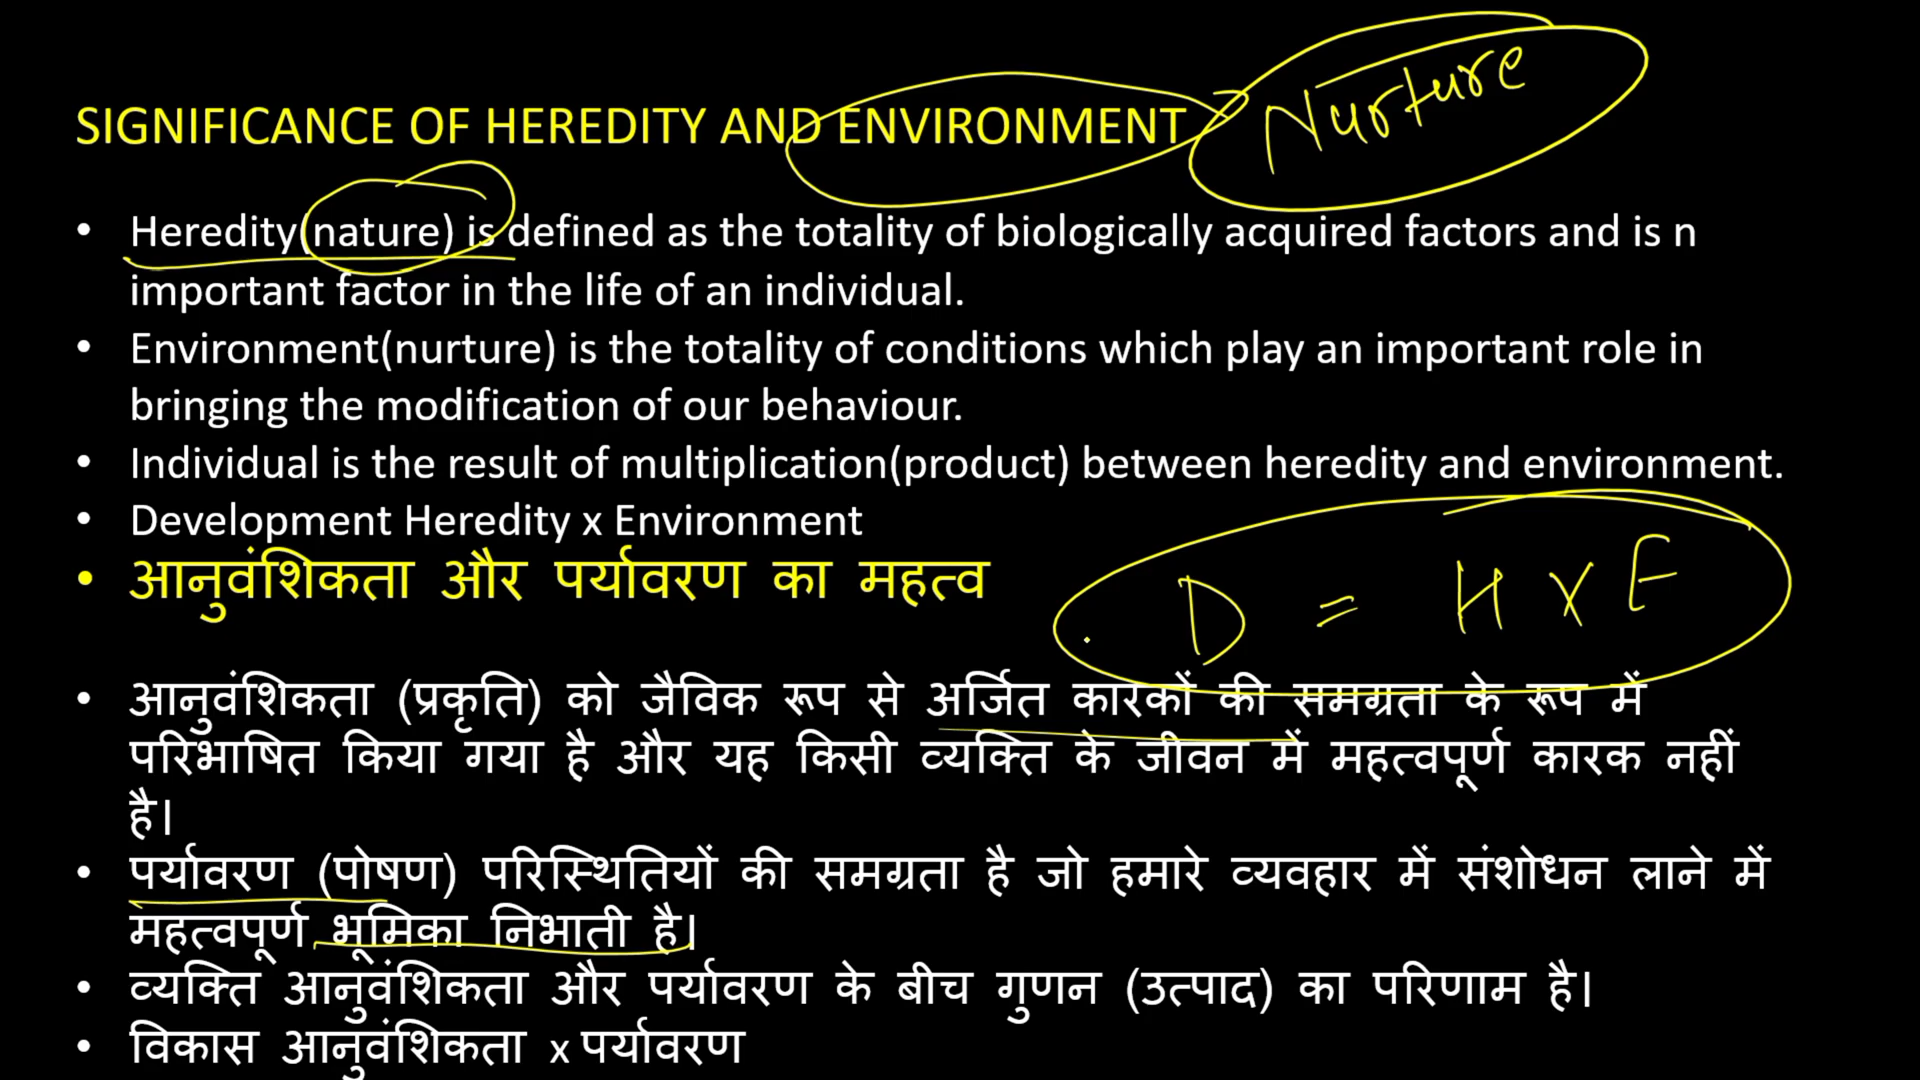 Nurture
SIGNIFICANCE OF HEREDITY AND ENVIRONMENT
• Heredity(nature) is defined as the totality of biologically acquired factors and is n
important factor in the life of an individual.
• Environment(nurture) is the totality of conditions which play an important role in
bringing the modification of our behaviour.
• Individual is the result of multiplication(product) between heredity and environment.
• Development Heredity x Environment
• आनुवंशिकता और पर्यावरण का महत्व
D = H x E
• आनुवंशिकता (प्रकृति) को जैविक रूप से अर्जित कारकों की समग्रता के रूप में
परिभाषित किया गया है और यह किसी व्यक्ति के जीवन में महत्वपूर्ण कारक नहीं
है।
• पर्यावरण (पोषण) परिस्थितियों की समग्रता है जो हमारे व्यवहार में संशोधन लाने में
महत्वपूर्ण भूमिका निभाती है।
• व्यक्ति आनुवंशिकता और पर्यावरण के बीच गुणन (उत्पाद) का परिणाम है।
• विकास आनुवंशिकता x पर्यावरण